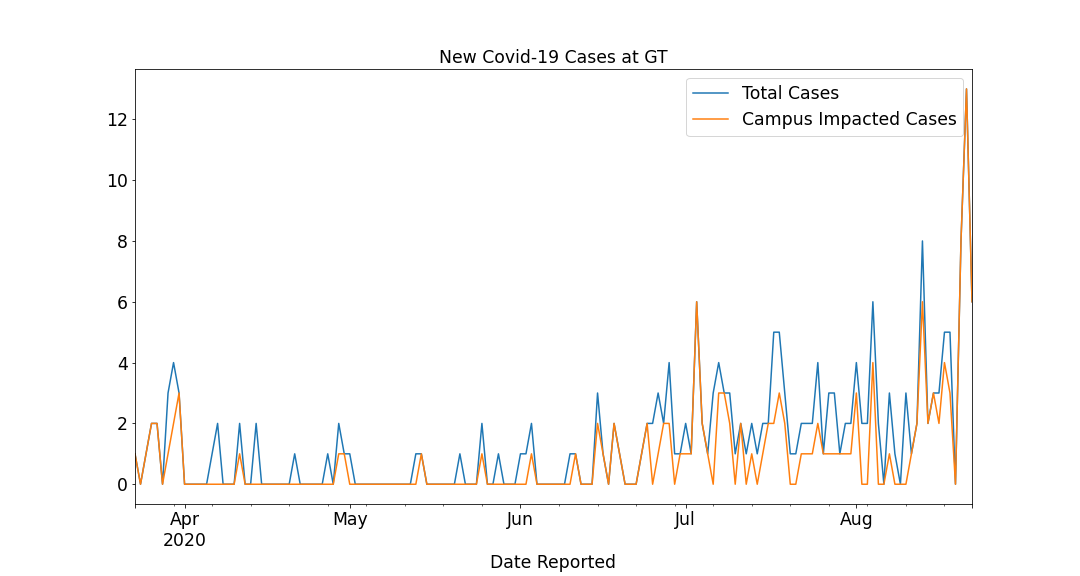 New Covid-19 Cases at GT
Total Cases
Campus Impacted Cases
12
10
8
6
4
2
0
Apr May Jun Jul Aug
2020
Date Reported